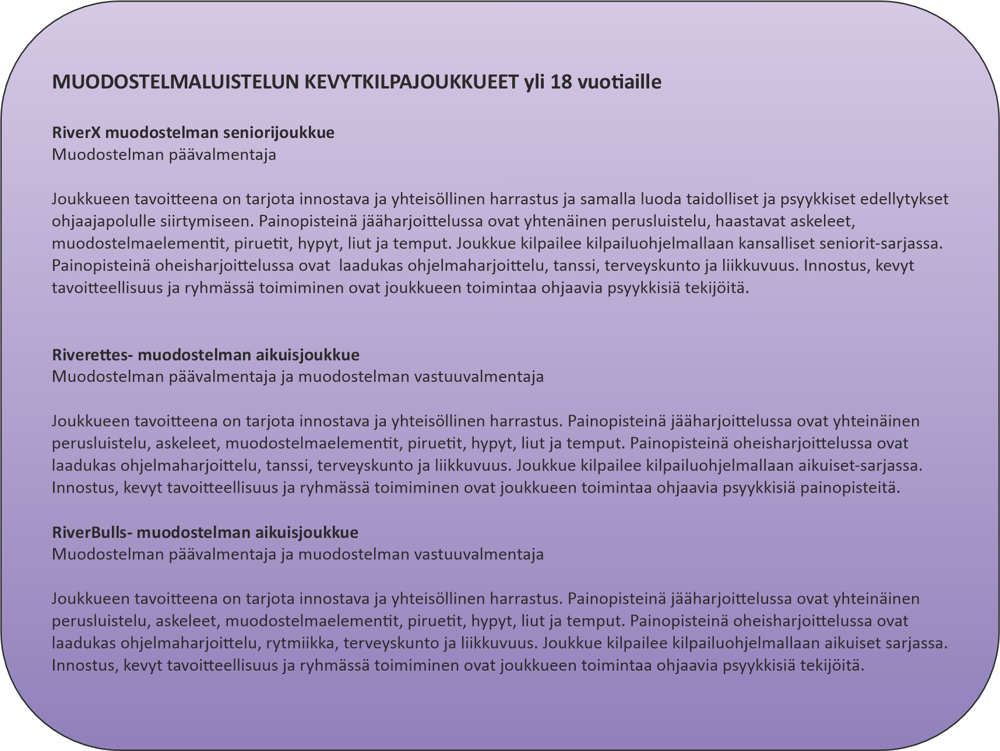 MUODOSTELMALUISTELUN KEVYTKILPAJOUKKUEET yli 18 vuotiaille
RiverX muodostelman seniorijoukkue
Muodostelman päävalmentaja
Joukkueen tavoitteena on tarjota innostava ja yhteisöllinen harrastus ja samalla luoda taidolliset ja psyykkiset edellytykset
ohjaajapolulle siirtymiseen. Painopisteinä jääharjoittelussa ovat yhtenäinen perusluistelu, haastavat askeleet,
muodostelmaelementit, piruetit, hypyt, liut ja temput. Joukkue kilpailee kilpailuohjelmallaan kansalliset seniorit-sarjassa.
Painopisteinä oheisharjoittelussa ovat  laadukas ohjelmaharjoittelu, tanssi, terveyskunto ja liikkuvuus. Innostus, kevyt
tavoitteellisuus ja ryhmässä toimiminen ovat joukkueen toimintaa ohjaavia psyykkisiä tekijöitä.
Riverettes- muodostelman aikuisjoukkue
Muodostelman päävalmentaja ja muodostelman vastuuvalmentaja
Joukkueen tavoitteena on tarjota innostava ja yhteisöllinen harrastus. Painopisteinä jääharjoittelussa ovat yhteinäinen
perusluistelu, askeleet, muodostelmaelementit, piruetit, hypyt, liut ja temput. Painopisteinä oheisharjoittelussa ovat
laadukas ohjelmaharjoittelu, tanssi, terveyskunto ja liikkuvuus. Joukkue kilpailee kilpailuohjelmallaan aikuiset-sarjassa.
Innostus, kevyt tavoitteellisuus ja ryhmässä toimiminen ovat joukkueen toimintaa ohjaavia psyykkisiä painopisteitä.
RiverBulls- muodostelman aikuisjoukkue
Muodostelman päävalmentaja ja muodostelman vastuuvalmentaja
Joukkueen tavoitteena on tarjota innostava ja yhteisöllinen harrastus. Painopisteinä jääharjoittelussa ovat yhteinäinen
perusluistelu, askeleet, muodostelmaelementit, piruetit, hypyt, liut ja temput. Painopisteinä oheisharjoittelussa ovat
laadukas ohjelmaharjoittelu, rytmiikka, terveyskunto ja liikkuvuus. Joukkue kilpailee kilpailuohjelmallaan aikuiset sarjassa.
Innostus, kevyt tavoitteellisuus ja ryhmässä toimiminen ovat joukkueen toimintaa ohjaavia psyykkisiä tekijöitä.